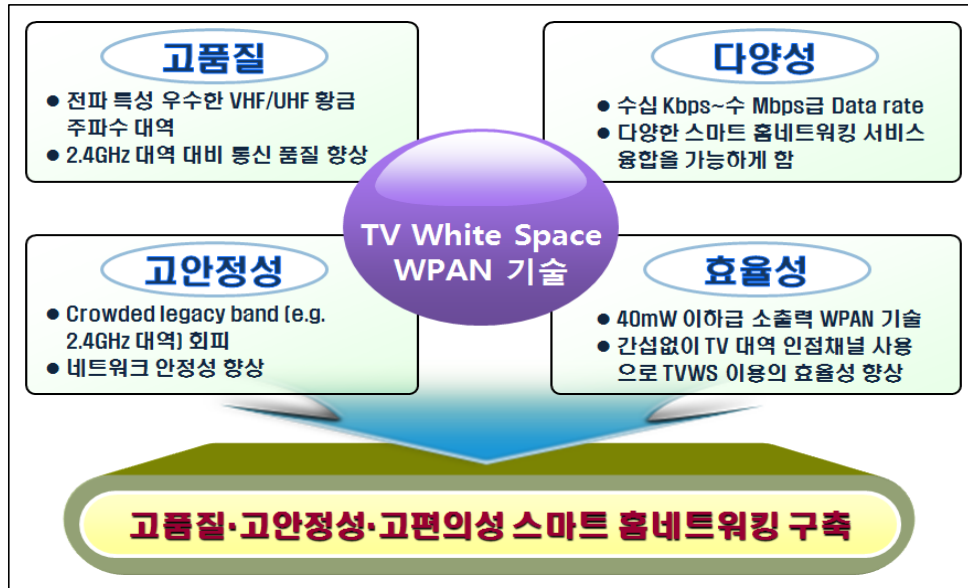 고품질
● 전파 특성 우수한 VHF/UHF 황금
주파수 대역
● 2.4GHz 대역 대비 통신 품질 향상
다양성
● 수십 Kbps~수 Mbps급 Data rate
● 다양한 스마트 홈네트워킹 서비스
융합을 가능하게 함
TV White Space
WPAN 기술
고안정성
● Crowded legacy band (e.g.
2.4GHz 대역) 회피
● 네트워크 안정성 향상
효율성
● 40mW 이하급 소출력 WPAN 기술
● 간섭없이 TV 대역 인접채널 사용
으로 TVWS 이용의 효율성 향상
고품질·고안정성·고편의성 스마트 홈네트워킹 구축